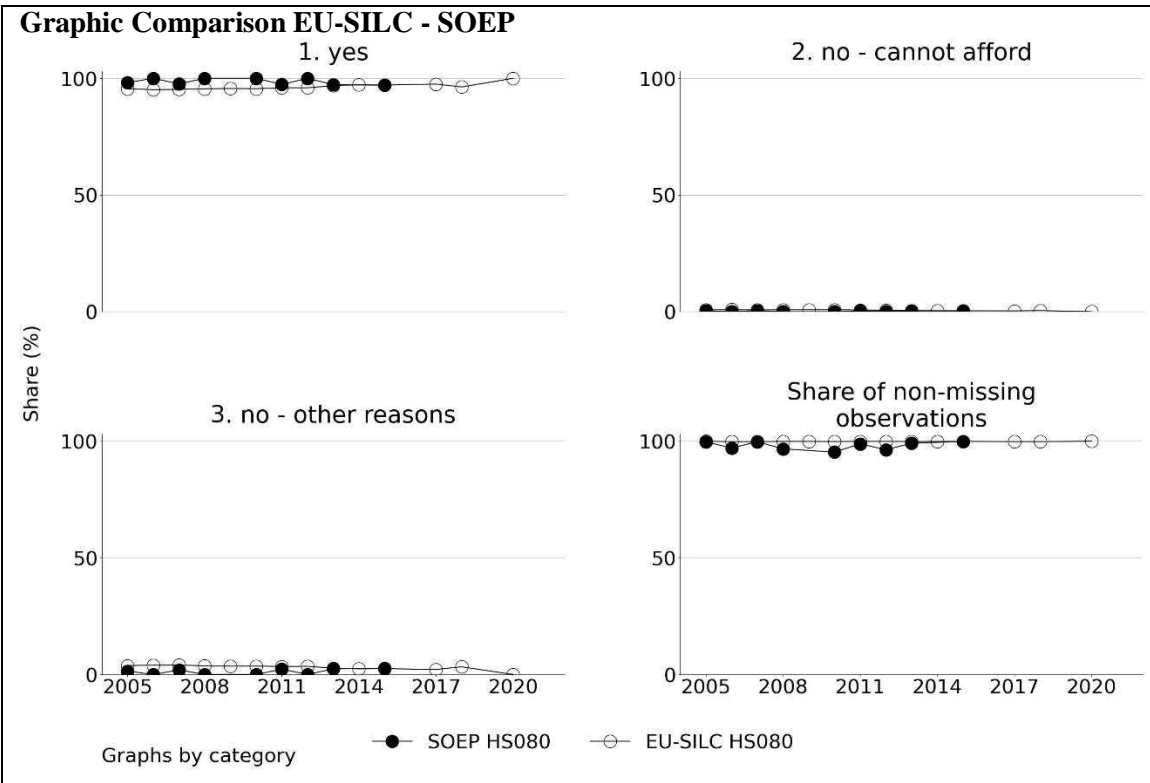 Graphic Comparison EU-SILC - SOEP
1. yes
2. no - cannot afford
100
50
0
100
50
0
Share (%)
3. no - other reasons
Share of non-missing
observations
100
50
0
2005 2008 2011 2014 2017 2020
100
50
0
2005 2008 2011 2014 2017 2020
Graphs by category
SOEP HS080
EU-SILC HS080